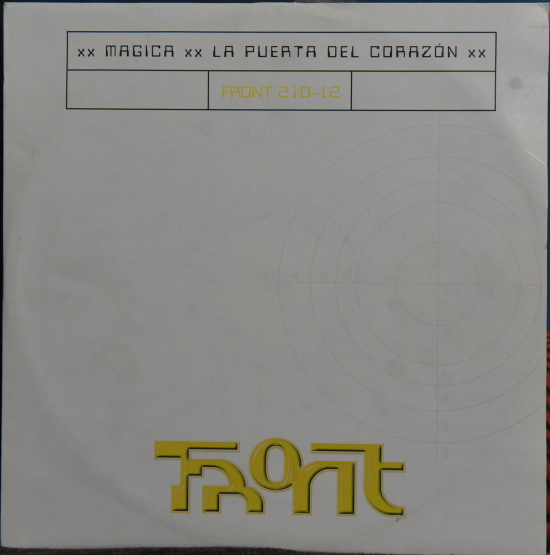 xx MAGICA xx LA PUERTA DEL CORAZÓN xx
FRONT 210-12
Front